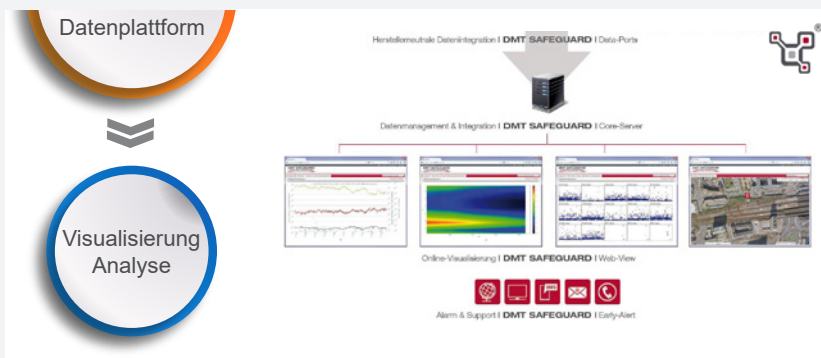 Datenplattform
Herstellerneutrale Datenintegration I DMT SAFEGUARD I Data-Ports
®
Datenmanagement & Integration I DMT SAFEGUARD I Core-Server
Visualisierung
Analyse
Online-Visualisierung I DMT SAFEGUARD I Web-View
SMS
Alarm & Support I DMT SAFEGUARD I Early-Alert